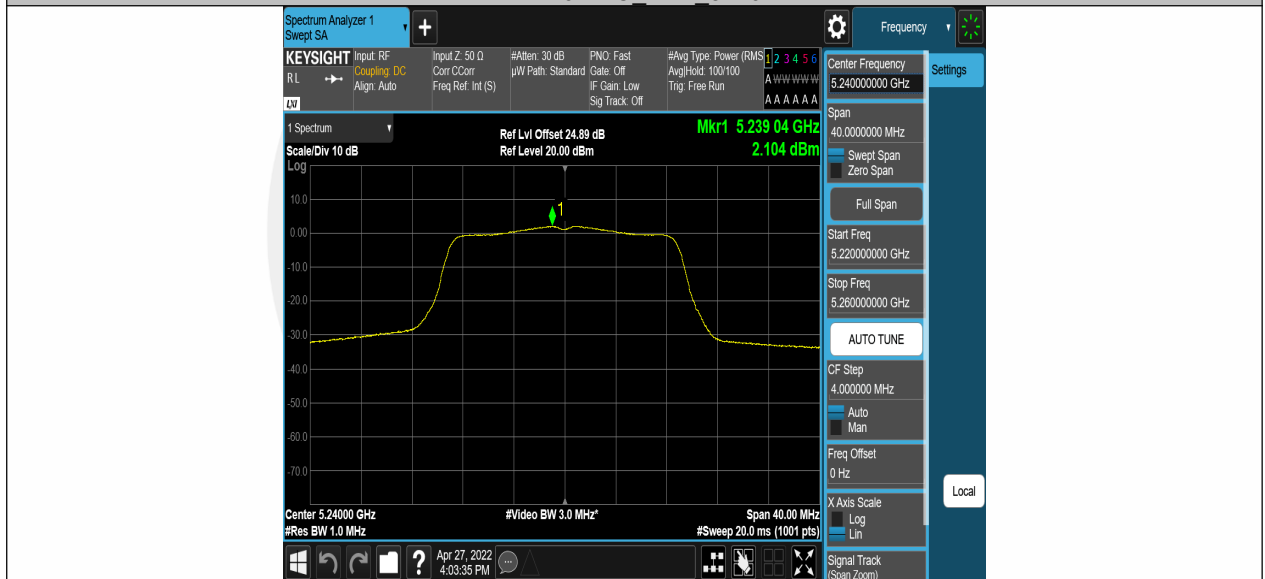 Spectrum Analyzer 1
Swept SA
+
Frequency
KEYSIGHT
Input: RF
Coupling: DC
Align: Auto
Input Z: 50 Ω
Corr CCorr
Freq Ref: Int (S)
#Atten: 30 dB
µW Path: Standard
PNO: Fast
Gate: Off
IF Gain: Low
Sig Track: Off
#Avg Type: Power (RMS
Avg|Hold: 100/100
Trig: Free Run
1 2 3 4 5 6
A W W W W W
A A A A A A
R L
LXI
Center Frequency
5.240000000 GHz
Settings
1 Spectrum
Scale/Div 10 dB
Ref Lvl Offset 24.89 dB
Ref Level 20.00 dBm
Mkr1 5.239 04 GHz
2.104 dBm
Span
40.0000000 MHz
Swept Span
Zero Span
Full Span
Start Freq
5.220000000 GHz
Stop Freq
5.260000000 GHz
AUTO TUNE
CF Step
4.000000 MHz
Auto
Man
Freq Offset
0 Hz
X Axis Scale
Log
Lin
Signal Track
(Span Zoom)
Local
Log
10.0
0.00
-10.0
-20.0
-30.0
-40.0
-50.0
-60.0
-70.0
1
Center 5.24000 GHz
#Res BW 1.0 MHz
#Video BW 3.0 MHz*
Span 40.00 MHz
#Sweep 20.0 ms (1001 pts)
?
Apr 27, 2022
4:03:35 PM